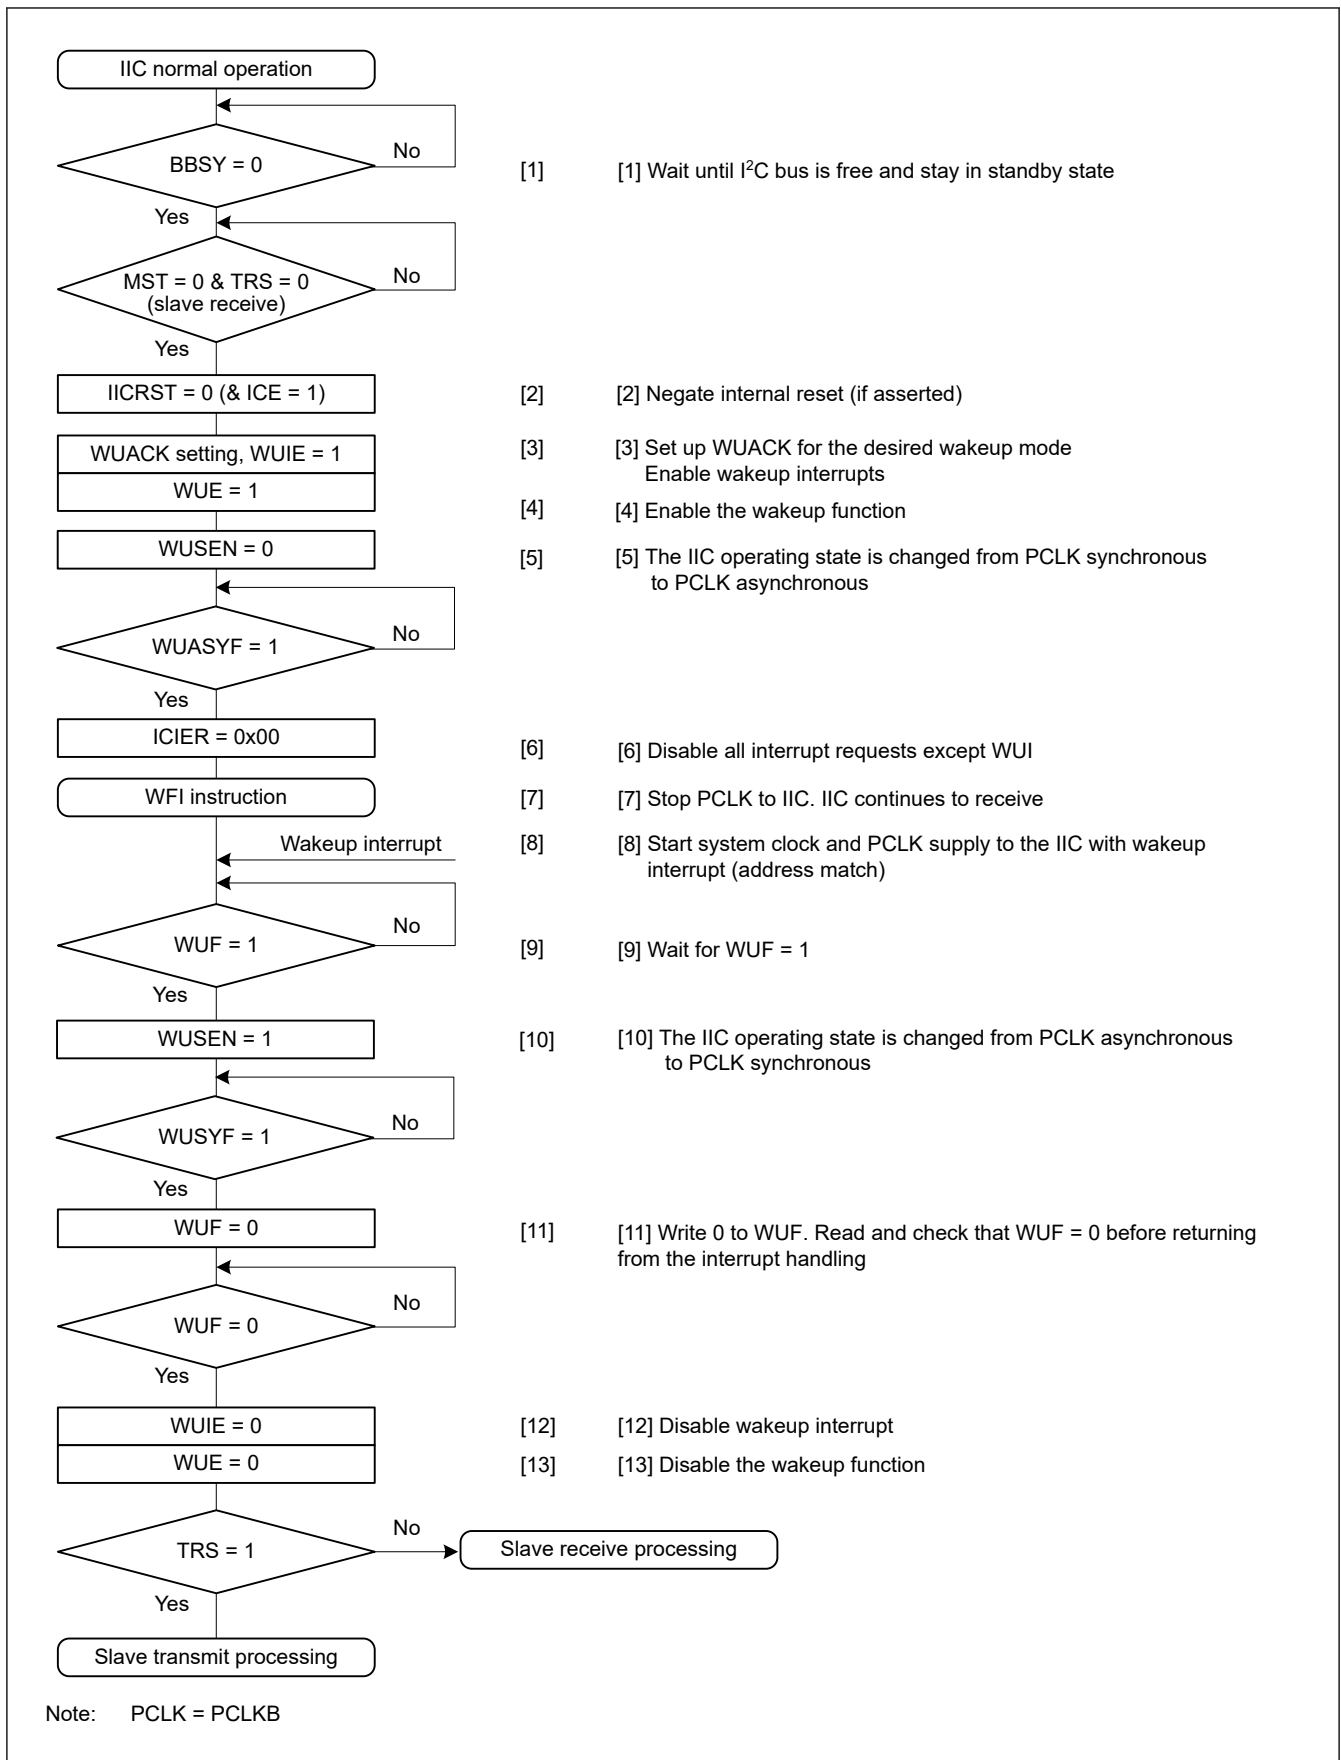 IIC normal operation
BBSY = 0
No
[1]
[1] Wait until I²C bus is free and stay in standby state
Yes
MST = 0 & TRS = 0
(slave receive)
No
Yes
IICRST = 0 (& ICE = 1)
[2]
[2] Negate internal reset (if asserted)
WUACK setting, WUIE = 1
[3]
[3] Set up WUACK for the desired wakeup mode
Enable wakeup interrupts
WUE = 1
[4]
[4] Enable the wakeup function
WUSEN = 0
[5]
[5] The IIC operating state is changed from PCLK synchronous
to PCLK asynchronous
WUASYF = 1
No
Yes
ICIER = 0x00
[6]
[6] Disable all interrupt requests except WUI
WFI instruction
[7]
[7] Stop PCLK to IIC. IIC continues to receive
Wakeup interrupt
[8]
[8] Start system clock and PCLK supply to the IIC with wakeup
interrupt (address match)
WUF = 1
No
[9]
[9] Wait for WUF = 1
Yes
WUSEN = 1
[10]
[10] The IIC operating state is changed from PCLK asynchronous
to PCLK synchronous
WUSYF = 1
No
Yes
WUF = 0
[11]
[11] Write 0 to WUF. Read and check that WUF = 0 before returning
from the interrupt handling
WUF = 0
No
Yes
WUIE = 0
[12]
[12] Disable wakeup interrupt
WUE = 0
[13]
[13] Disable the wakeup function
TRS = 1
No
Slave receive processing
Yes
Slave transmit processing
Note: PCLK = PCLKB